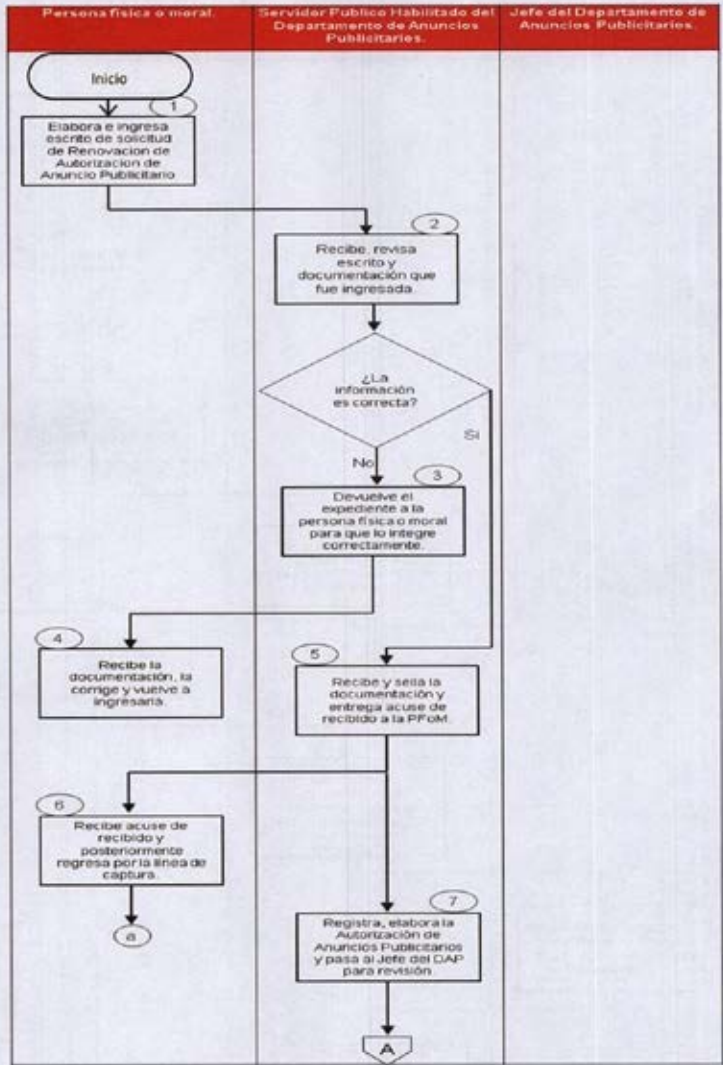 Persona física o moral.
Servidor Público Habilitado del
Departamento de Anuncios
Publicitarios.
Jefe del Departamento de
Anuncios Publicitarios.
Inicio
1
Elabora e ingresa
escrito de solicitud
de Renovacion de
Autorizacion de
Anuncio Publicitario
2
Recibe, revisa
escrito y
documentación que
fue ingresada.
¿La
información
es correcta?
Si
No
3
Devuelve el
expediente a la
persona física o moral
para que lo integre
correctamente.
4
Recibe la
documentación, la
corrige y vuelve a
ingresarla.
5
Recibe y sella la
documentación y
entrega acuse de
recibido a la PFoM.
6
Recibe acuse de
recibido y
posteriormente
regresa por la línea de
captura.
a
7
Registra, elabora la
Autorización de
Anuncios Publicitarios
y pasa al Jefe del DAP
para revisión.
A